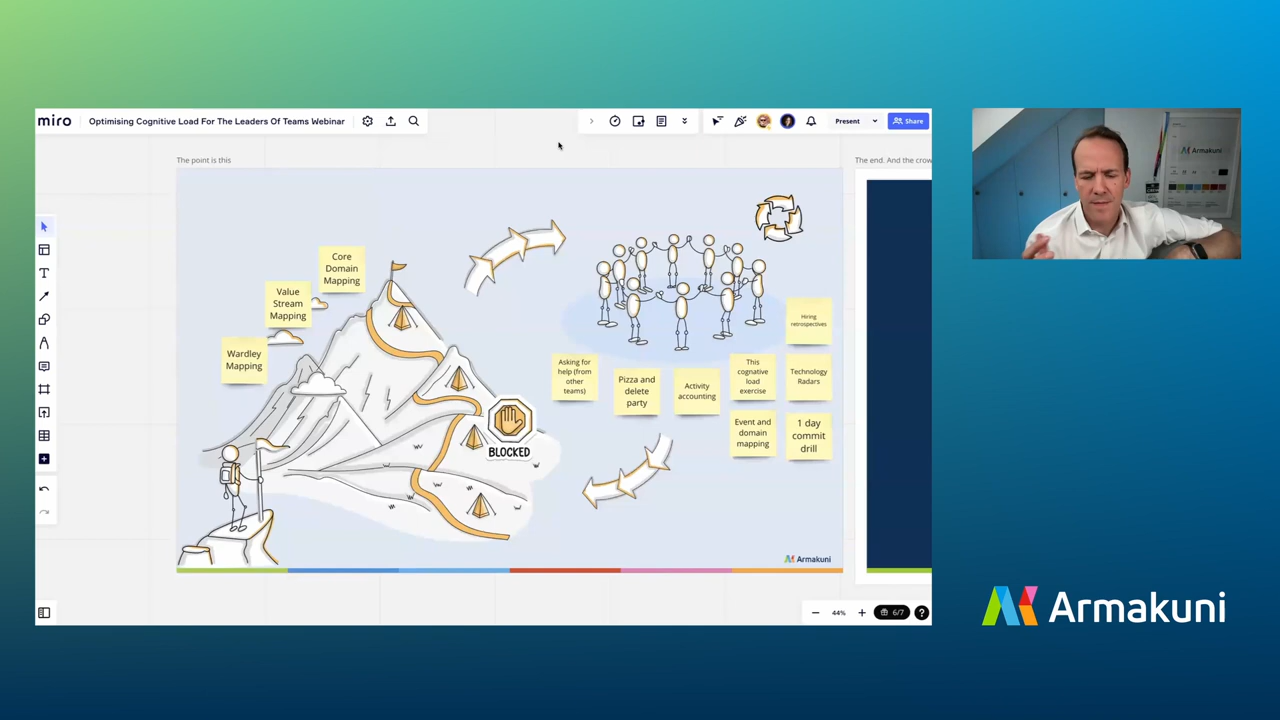 miro
Optimising Cognitive Load For The Leaders Of Teams Webinar
Present
Share
The point is this
The end. And the crow
Core
Domain
Mapping
Value
Stream
Mapping
Wardley
Mapping
BLOCKED
Hiring
retrospectives
Asking for
help (from
other
teams)
Pizza and
delete
party
Activity
accounting
This
cognative
load
exercise
Technology
Radars
Event and
domain
mapping
1 day
commit
drill
Armakuni
44%
6/7
?
Armakuni
Armakuni